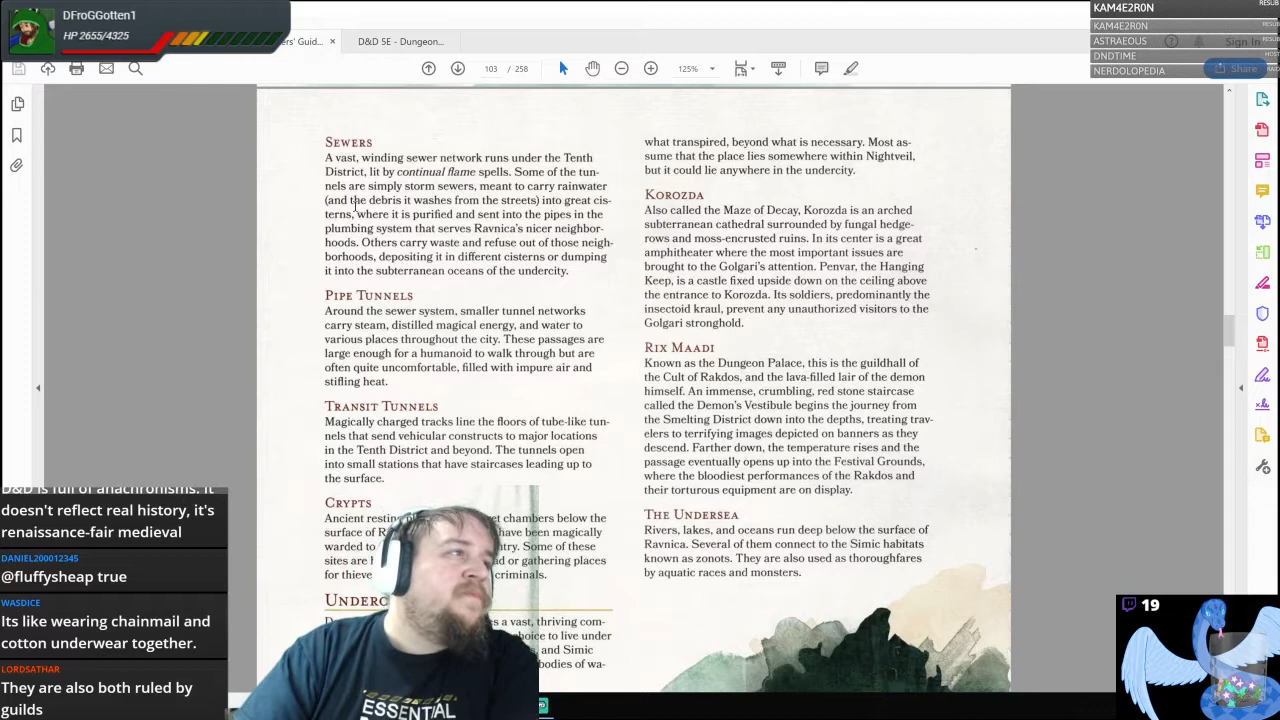 DFroGGotten1
HP 2655/4325
ers' Guid...
D&D 5E - Dungeon...
KAM4E2R0N
RESUB
KAM4E2R0N
RESUB
ASTRAEOUS
RESUB
Sign In
DNDTIME
HOST
NERDOLOPEDIA
RAID
Share
103 / 258
125%
SEWERS
A vast, winding sewer network runs under the Tenth
District, lit by continual flame spells. Some of the tun-
nels are simply storm sewers, meant to carry rainwater
(and the debris it washes from the streets) into great cis-
terns, where it is purified and sent into the pipes in the
plumbing system that serves Ravnica's nicer neighbor-
hoods. Others carry waste and refuse out of those neigh-
borhoods, depositing it in different cisterns or dumping
it into the subterranean oceans of the undercity.
PIPE TUNNELS
Around the sewer system, smaller tunnel networks
carry steam, distilled magical energy, and water to
various places throughout the city. These passages are
large enough for a humanoid to walk through but are
often quite uncomfortable, filled with impure air and
stifling heat.
TRANSIT TUNNELS
Magically charged tracks line the floors of tube-like tun-
nels that send vehicular constructs to major locations
in the Tenth District and beyond. The tunnels open
into small stations that have staircases leading up to
the surface.
CRYPTS
Ancient restin et chambers below the
surface of R have been magically
warded to ntry. Some of these
sites are h d or gathering places
for thieve criminals.
UNDERC
es a vast, thriving com-
choice to live under
s, and Simic
bodies of wa-
what transpired, beyond what is necessary. Most as-
sume that the place lies somewhere within Nightveil,
but it could lie anywhere in the undercity.
KOROZDA
Also called the Maze of Decay, Korozda is an arched
subterranean cathedral surrounded by fungal hedge-
rows and moss-encrusted ruins. In its center is a great
amphitheater where the most important issues are
brought to the Golgari's attention. Penvar, the Hanging
Keep, is a castle fixed upside down on the ceiling above
the entrance to Korozda. Its soldiers, predominantly the
insectoid kraul, prevent any unauthorized visitors to the
Golgari stronghold.
RIX MAADI
Known as the Dungeon Palace, this is the guildhall of
the Cult of Rakdos, and the lava-filled lair of the demon
himself. An immense, crumbling, red stone staircase
called the Demon's Vestibule begins the journey from
the Smelting District down into the depths, treating trav-
elers to terrifying images depicted on banners as they
descend. Farther down, the temperature rises and the
passage eventually opens up into the Festival Grounds,
where the bloodiest performances of the Rakdos and
their torturous equipment are on display.
THE UNDERSEA
Rivers, lakes, and oceans run deep below the surface of
Ravnica. Several of them connect to the Simic habitats
known as zonots. They are also used as thoroughfares
by aquatic races and monsters.
D&D is full of anachronisms. It
doesn't reflect real history, it's
renaissance-fair medieval
DANIEL200012345
@fluffysheap true
WASDICE
Its like wearing chainmail and
cotton underwear together.
LORDSATHAR
They are also both ruled by
guilds
ESSENTIAL
19